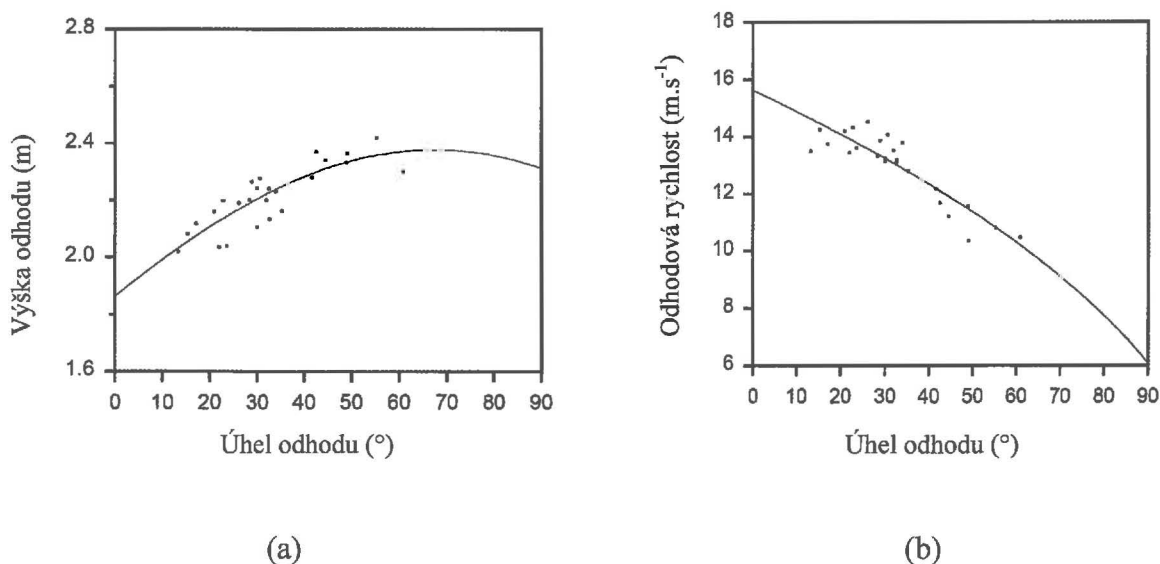 Výška odhodu (m)
2.8
2.4
2.0
1.6
0 10 20 30 40 50 60 70 80 90
Úhel odhodu (°)
(a)
Odhodová rychlost (m.s⁻¹)
18
16
14
12
10
8
6
0 10 20 30 40 50 60 70 80 90
Úhel odhodu (°)
(b)